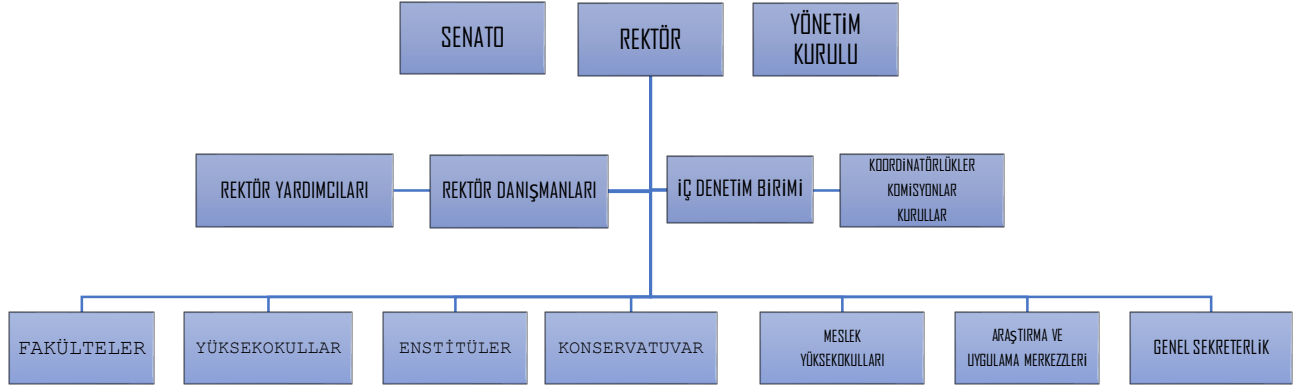 SENATO
REKTÖR
YÖNETİM
KURULU
REKTÖR YARDIMCILARI
REKTÖR DANIŞMANLARI
İÇ DENETİM BİRİMİ
KOORDİNATÖRLÜKLER
KOMİSYONLAR
KURULLAR
FAKÜLTELER
YÜKSEKOKULLAR
ENSTİTÜLER
KONSERVATUVAR
MESLEK
YÜKSEKOKULLARI
ARAŞTIRMA VE
UYGULAMA MERKEZZLERİ
GENEL SEKRETERLİK